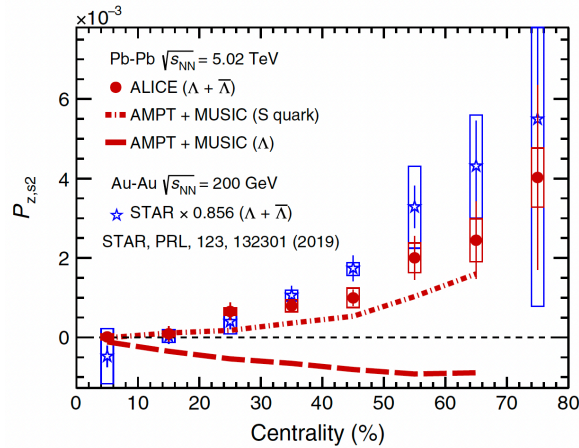 ×10⁻³
Pb-Pb √sNN = 5.02 TeV
ALICE (Λ + Λ̅)
AMPT + MUSIC (S quark)
AMPT + MUSIC (Λ)
Au-Au √sNN = 200 GeV
STAR × 0.856 (Λ + Λ̅)
STAR, PRL, 123, 132301 (2019)
Pz,s2
6
4
2
0
0 10 20 30 40 50 60 70 80
Centrality (%)